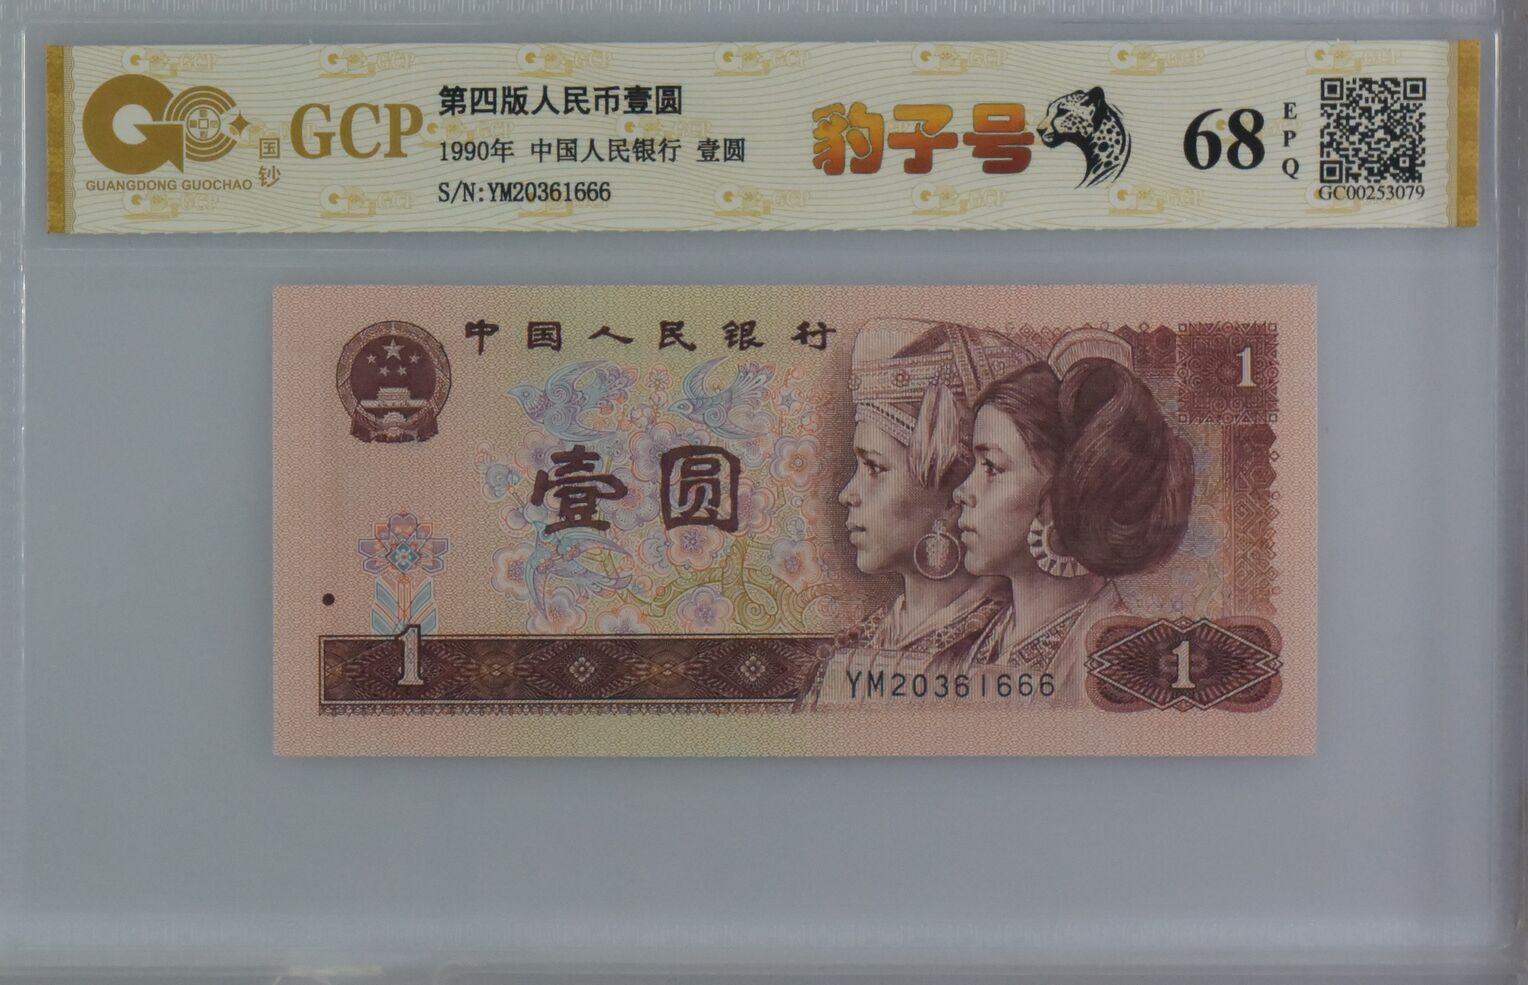 GCP
国钞
GUANGDONG GUOCHAO
第四版人民币壹圆
1990年 中国人民银行 壹圆
S/N:YM20361666
豹子号
68
EPQ
GC00253079
中国人民银行
1
壹圆
1
YM20361666
1